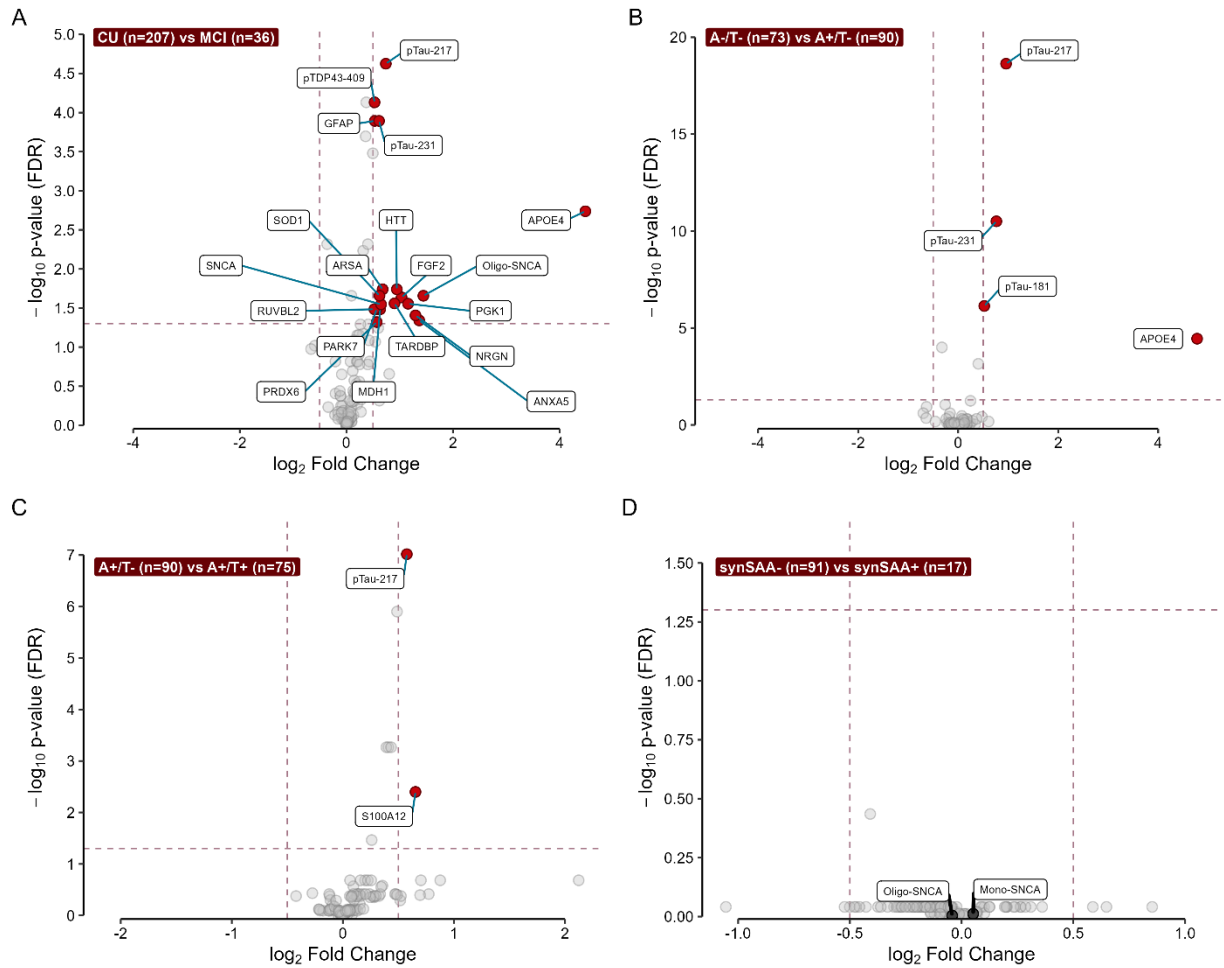 A
CU (n=207) vs MCI (n=36)
pTau-217
pTDP43-409
GFAP
pTau-231
SOD1
HTT
APOE4
SNCA
ARSA
FGF2
Oligo-SNCA
RUVBL2
PGK1
PARK7
TARDBP
NRGN
PRDX6
MDH1
ANXA5
5.0
4.5
4.0
3.5
3.0
2.5
2.0
1.5
1.0
0.5
0.0
-4
-2
0
2
4
− log10 p-value (FDR)
log2 Fold Change
B
A-/T- (n=73) vs A+/T- (n=90)
pTau-217
pTau-231
pTau-181
APOE4
20
15
10
5
0
-4
-2
0
2
4
− log10 p-value (FDR)
log2 Fold Change
C
A+/T- (n=90) vs A+/T+ (n=75)
pTau-217
S100A12
7
6
5
4
3
2
1
0
-2
-1
0
1
2
− log10 p-value (FDR)
log2 Fold Change
D
synSAA- (n=91) vs synSAA+ (n=17)
Oligo-SNCA
Mono-SNCA
1.50
1.25
1.00
0.75
0.50
0.25
0.00
-1.0
-0.5
0.0
0.5
1.0
− log10 p-value (FDR)
log2 Fold Change